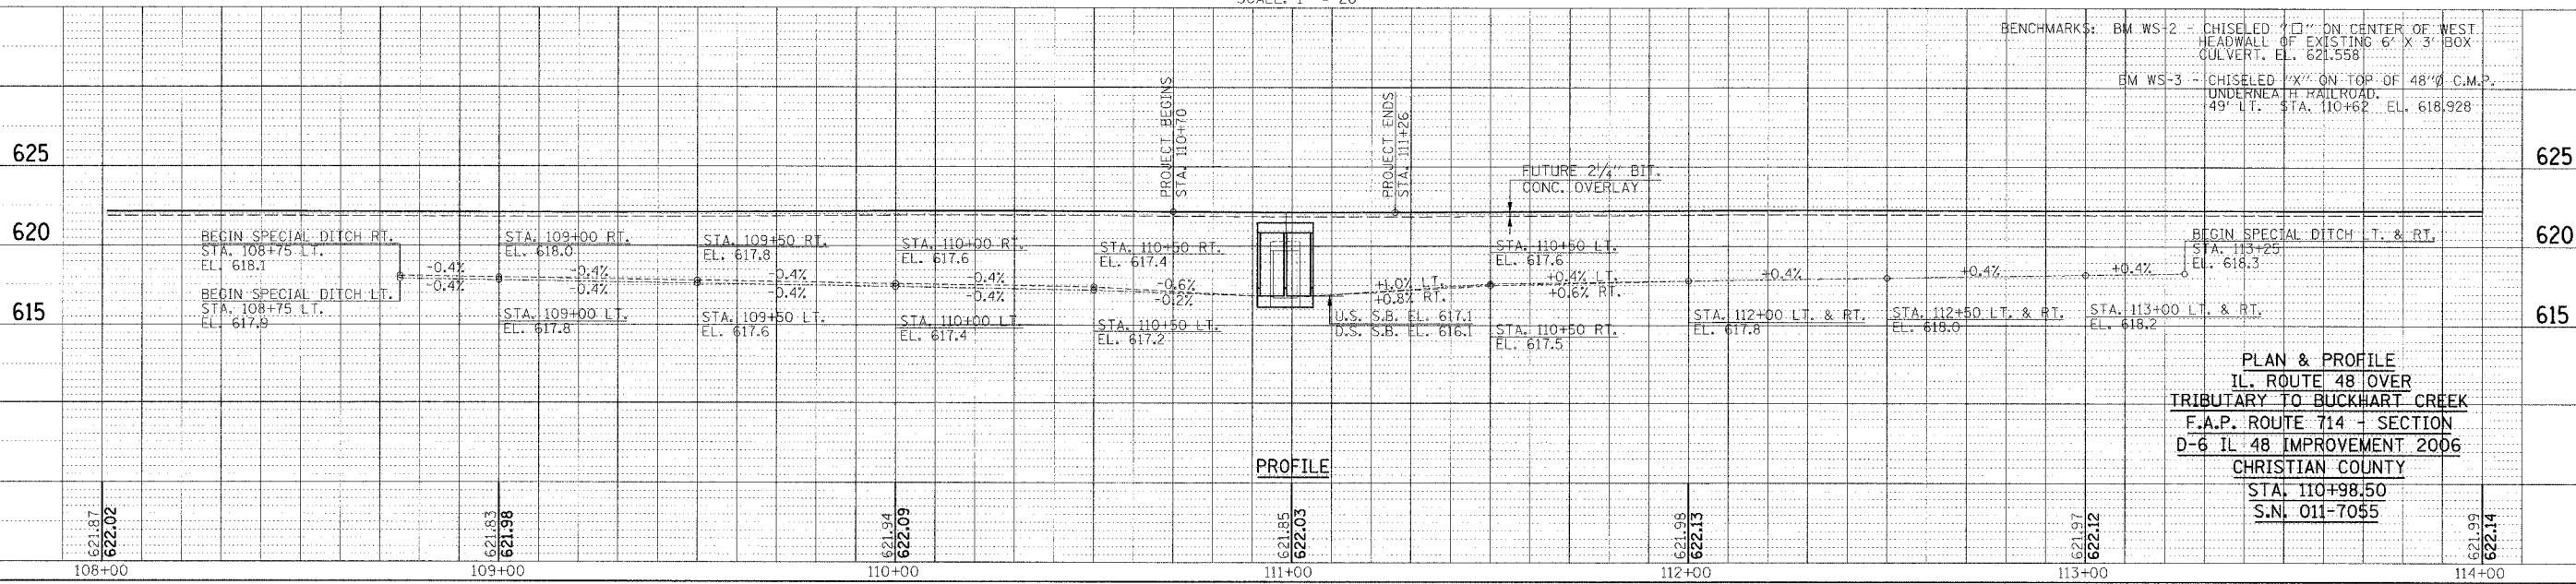 BENCHMARKS: BM WS-2 - CHISELED "□" ON CENTER OF WEST
HEADWALL OF EXISTING 6' X 3' BOX
CULVERT. EL. 621.558
BM WS-3 - CHISELED "X" ON TOP OF 48"Ø C.M.P.
UNDERNEATH RAILROAD.
49' LT. STA. 110+62 EL. 618.928
PROJECT BEGINS
STA. 110+70
PROJECT ENDS
STA. 111+26
625
625
FUTURE 2 1/4" BIT.
CONC. OVERLAY
620
620
BEGIN SPECIAL DITCH RT.
STA. 108+75 LT.
EL. 618.1
STA. 109+00 RT.
EL. 618.0
STA. 109+50 RT.
EL. 617.8
STA. 110+00 RT.
EL. 617.6
STA. 110+50 RT.
EL. 617.4
STA. 110+50 LT.
EL. 617.6
BEGIN SPECIAL DITCH LT. & RT.
STA. 113+25
EL. 618.3
-0.4%
-0.4%
-0.4%
-0.4%
-0.6%
+1.0% LT.
+0.4% LT.
+0.4%
+0.4%
+0.4%
-0.4%
-0.4%
-0.4%
-0.4%
-0.2%
+0.8% RT.
+0.6% RT.
BEGIN SPECIAL DITCH LT.
STA. 108+75 LT.
EL. 617.9
615
615
STA. 109+00 LT.
EL. 617.8
STA. 109+50 LT.
EL. 617.6
STA. 110+00 LT.
EL. 617.4
STA. 110+50 LT.
EL. 617.2
U.S. S.B. EL. 617.1
D.S. S.B. EL. 616.1
STA. 110+50 RT.
EL. 617.5
STA. 112+00 LT. & RT.
EL. 617.8
STA. 112+50 LT. & RT.
EL. 618.0
STA. 113+00 LT. & RT.
EL. 618.2
PLAN & PROFILE
IL. ROUTE 48 OVER
TRIBUTARY TO BUCKHART CREEK
F.A.P. ROUTE 714 - SECTION
D-6 IL 48 IMPROVEMENT 2006
CHRISTIAN COUNTY
STA. 110+98.50
S.N. 011-7055
PROFILE
621.87
622.02
621.83
621.98
621.94
622.09
621.85
622.03
621.98
622.13
621.97
622.12
621.99
622.14
108+00
109+00
110+00
111+00
112+00
113+00
114+00